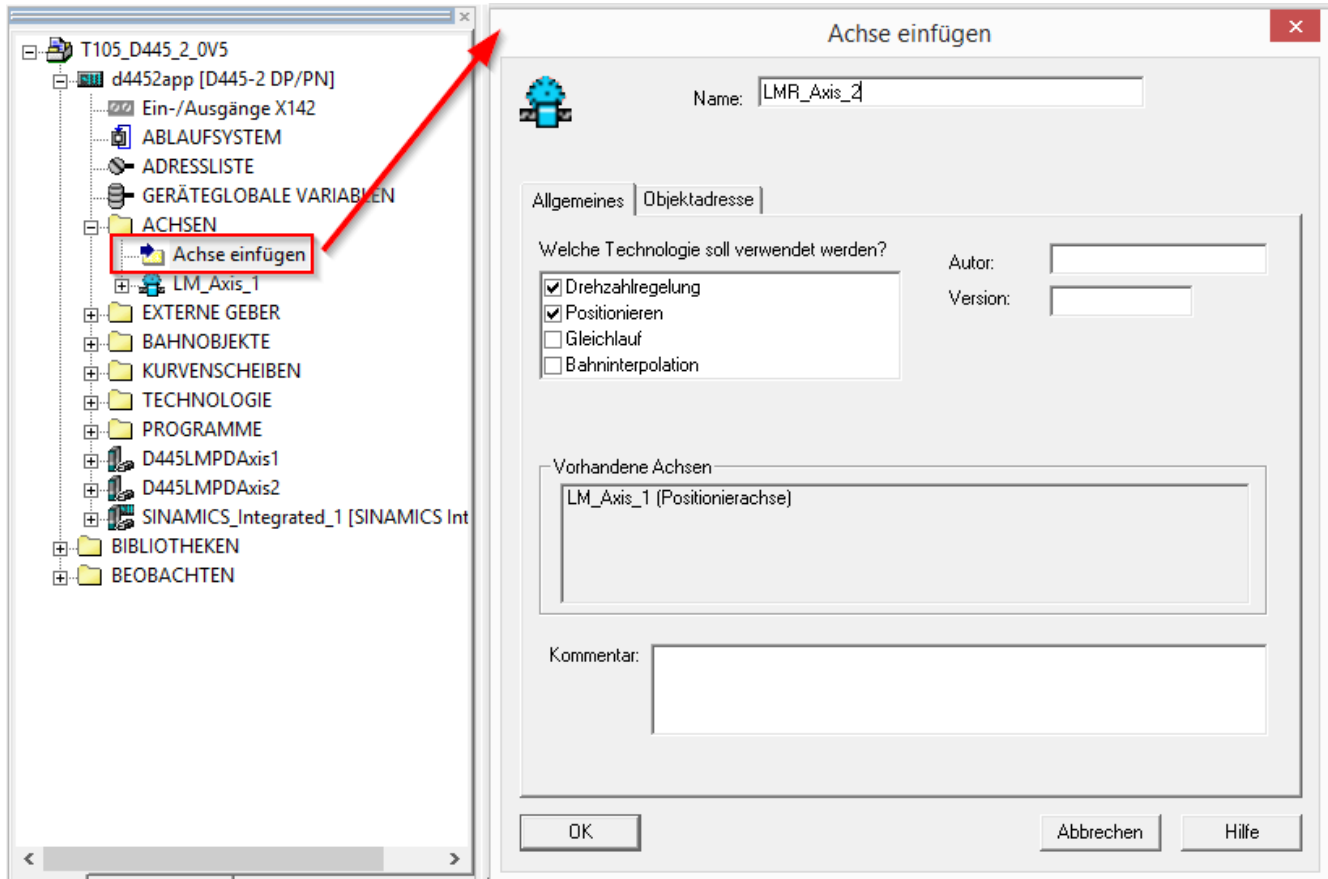 T105_D445_2_0V5
d4452app [D445-2 DP/PN]
Ein-/Ausgänge X142
ABLAUFSYSTEM
ADRESSLISTE
GERÄTEGLOBALE VARIABLEN
ACHSEN
Achse einfügen
LM_Axis_1
EXTERNE GEBER
BAHNOBJEKTE
KURVENSCHEIBEN
TECHNOLOGIE
PROGRAMME
D445LMPDAxis1
D445LMPDAxis2
SINAMICS_Integrated_1 [SINAMICS Int
BIBLIOTHEKEN
BEOBACHTEN
Achse einfügen
Name: LMR_Axis_2
Allgemeines Objektadresse
Welche Technologie soll verwendet werden?
Drehzahlregelung
Positionieren
Gleichlauf
Bahninterpolation
Autor:
Version:
Vorhandene Achsen
LM_Axis_1 (Positionierachse)
Kommentar:
OK Abbrechen Hilfe